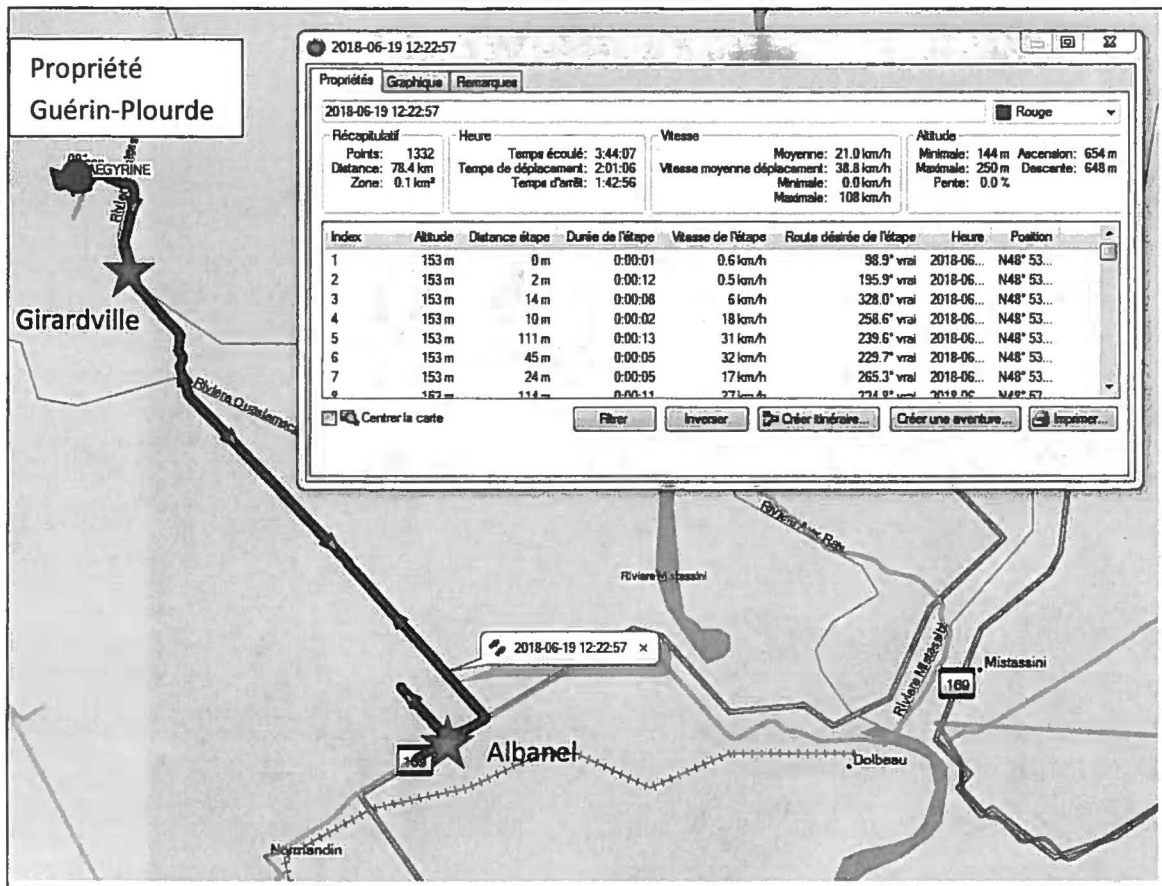 Propriété
Guérin-Plourde
2018-06-19 12:22:57
Propriétés Graphique Remarques
2018-06-19 12:22:57 Rouge
Récapitulatif Heure Vitesse Altitude
Points: 1332 Temps écoulé: 3:44:07 Moyenne: 21.0 km/h Minimale: 144 m Ascension: 654 m
Distance: 78.4 km Temps de déplacement: 2:01:06 Vitesse moyenne déplacement: 38.8 km/h Maximale: 250 m Descente: 648 m
Zone: 0.1 km² Temps d'arrêt: 1:42:56 Minimale: 0.0 km/h Pente: 0.0 %
Maximale: 108 km/h
Index Altitude Distance étape Durée de l'étape Vitesse de l'étape Route désirée de l'étape Heure Position
1 153 m 0 m 0:00:01 0.6 km/h 98.9° vrai 2018-06... N48° 53...
2 153 m 2 m 0:00:12 0.5 km/h 195.9° vrai 2018-06... N48° 53...
3 153 m 14 m 0:00:08 6 km/h 328.0° vrai 2018-06... N48° 53...
4 153 m 10 m 0:00:02 18 km/h 258.6° vrai 2018-06... N48° 53...
5 153 m 111 m 0:00:13 31 km/h 239.6° vrai 2018-06... N48° 53...
6 153 m 45 m 0:00:05 32 km/h 229.7° vrai 2018-06... N48° 53...
7 153 m 24 m 0:00:05 17 km/h 265.3° vrai 2018-06... N48° 53...
Centrer la carte Filtrer Inverser Créer itinéraire... Créer une aventure... Imprimer...
Girardville
Riviere
Riviere Mistassini
2018-06-19 12:22:57
Riviere Mistassibi
Mistassini
169
Albanel
169
Dolbeau
Normandin